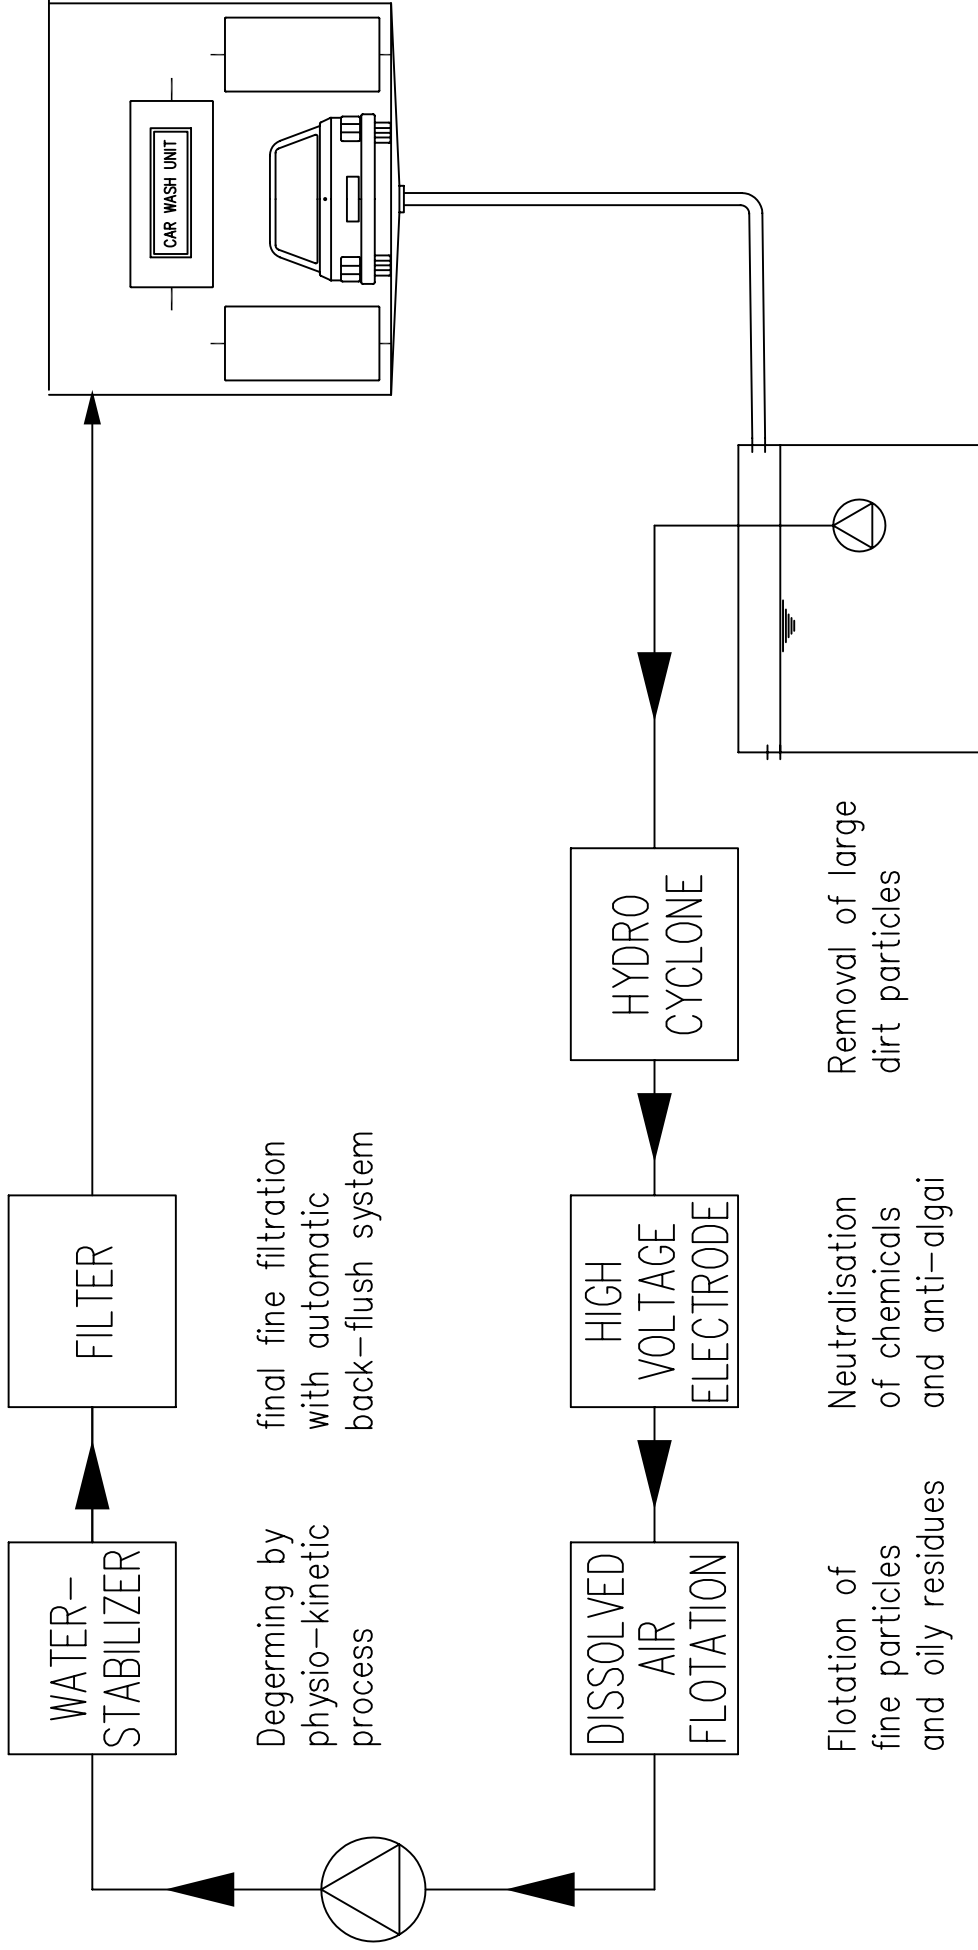 WATER-
STABILIZER
FILTER
CAR WASH UNIT
Degerming by
physio-kinetic
process
final fine filtration
with automatic
back-flush system
DISSOLVED
AIR
FLOTATION
HIGH
VOLTAGE
ELECTRODE
HYDRO
CYCLONE
Flotation of
fine particles
and oily residues
Neutralisation
of chemicals
and anti-algai
Removal of large
dirt particles